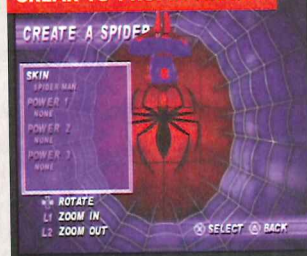 CREATE A SPIDER
SKIN
SPIDER-MAN
POWER 1
NONE
POWER 2
NONE
POWER 3
NONE
ROTATE
L1 ZOOM IN
L2 ZOOM OUT
SELECT
BACK